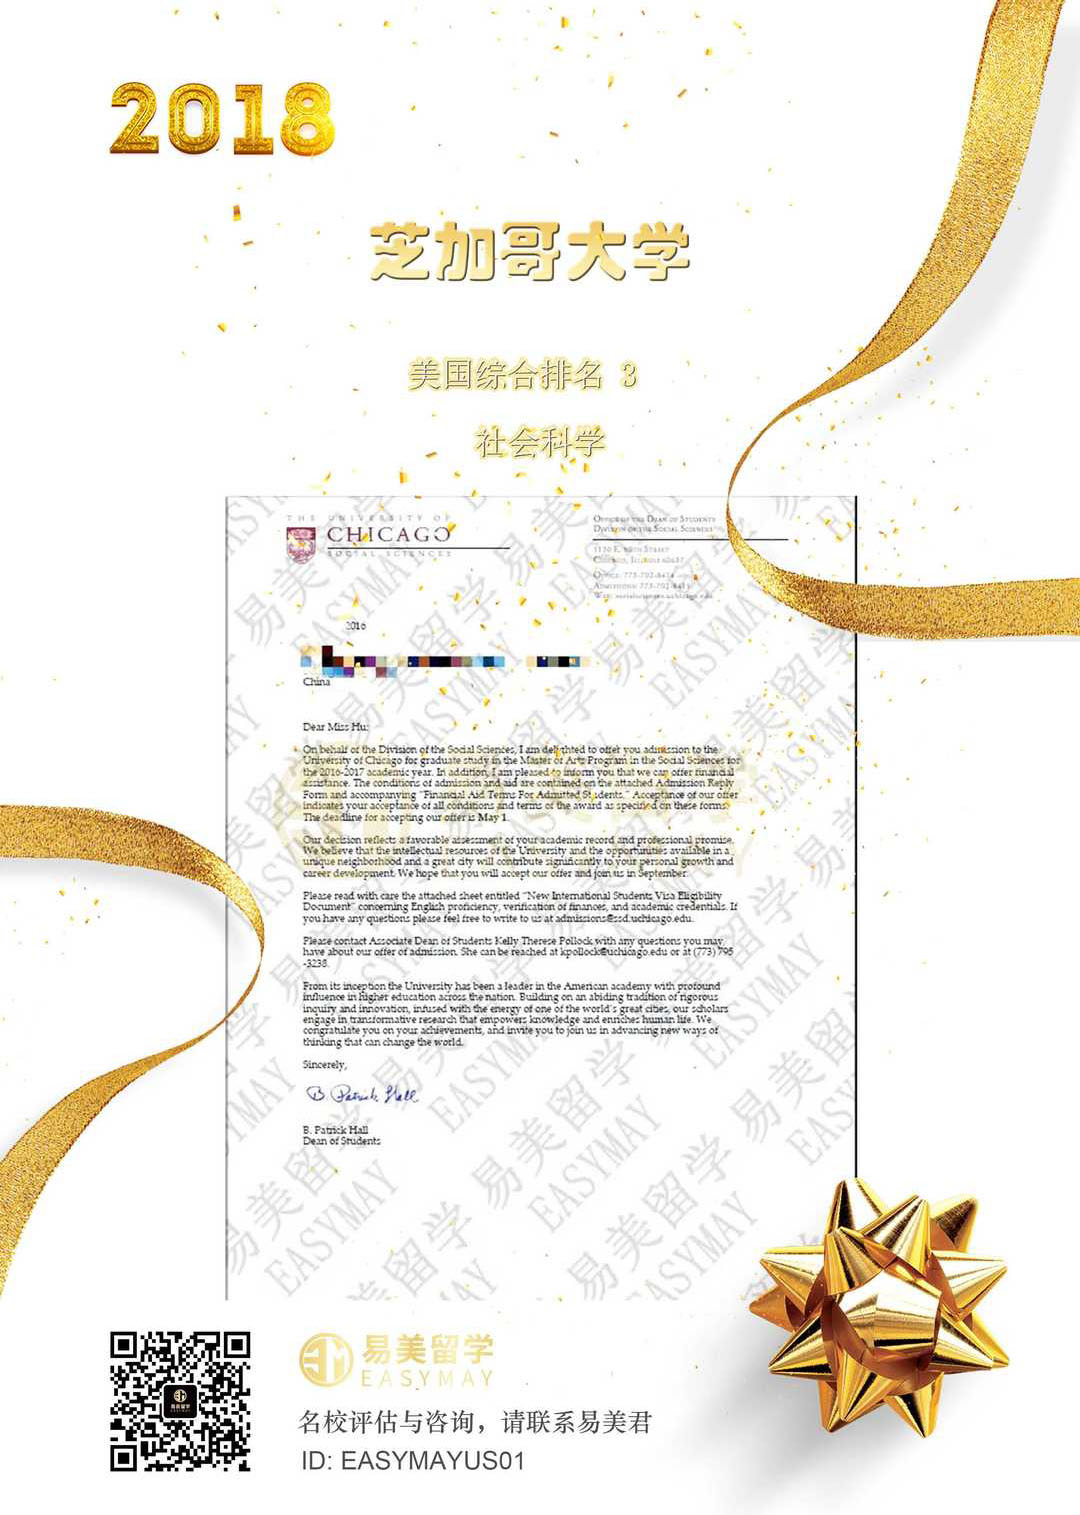 2018
芝加哥大学
美国综合排名 3
社会科学
THE UNIVERSITY OF
CHICAGO
SOCIAL SCIENCES
OFFICE OF THE DEAN OF STUDENTS
DIVISION OF THE SOCIAL SCIENCES
1130 E. 59TH STREET
CHICAGO, ILLINOIS 60637
OFFICE: 773-702-8414
ADMISSIONS: 773-702-8415
WEB: socialsciences.uchicago.edu
2016
China
Dear Miss Hu:
On behalf of the Division of the Social Sciences, I am delighted to offer you admission to the
University of Chicago for graduate study in the Master of Arts Program in the Social Sciences for
the 2016-2017 academic year. In addition, I am pleased to inform you that we can offer financial
assistance. The conditions of admission and aid are contained on the attached Admission Reply
Form and accompanying "Financial Aid Terms For Admitted Students." Acceptance of our offer
indicates your acceptance of all conditions and terms of the award as specified on these forms.
The deadline for accepting our offer is May 1.
Our decision reflects a favorable assessment of your academic record and professional promise.
We believe that the intellectual resources of the University and the opportunities available in a
unique neighborhood and a great city will contribute significantly to your personal growth and
career development. We hope that you will accept our offer and join us in September.
Please read with care the attached sheet entitled "New International Students Visa Eligibility
Document" concerning English proficiency, verification of finances, and academic credentials. If
you have any questions please feel free to write to us at admissions@ssd.uchicago.edu.
Please contact Associate Dean of Students Kelly Therese Pollock with any questions you may
have about our offer of admission. She can be reached at kpollock@uchicago.edu or at (773) 795
-3238.
From its inception the University has been a leader in the American academy with profound
influence in higher education across the nation. Building on an abiding tradition of rigorous
inquiry and innovation, infused with the energy of one of the world's great cities, our scholars
engage in transformative research that empowers knowledge and enriches human life. We
congratulate you on your achievements, and invite you to join us in advancing new ways of
thinking that can change the world.
Sincerely,
B. Patrick Hall
B. Patrick Hall
Dean of Students
易美留学
EASYMAY
易美留学
EASYMAY
名校评估与咨询，请联系易美君
ID: EASYMAYUS01